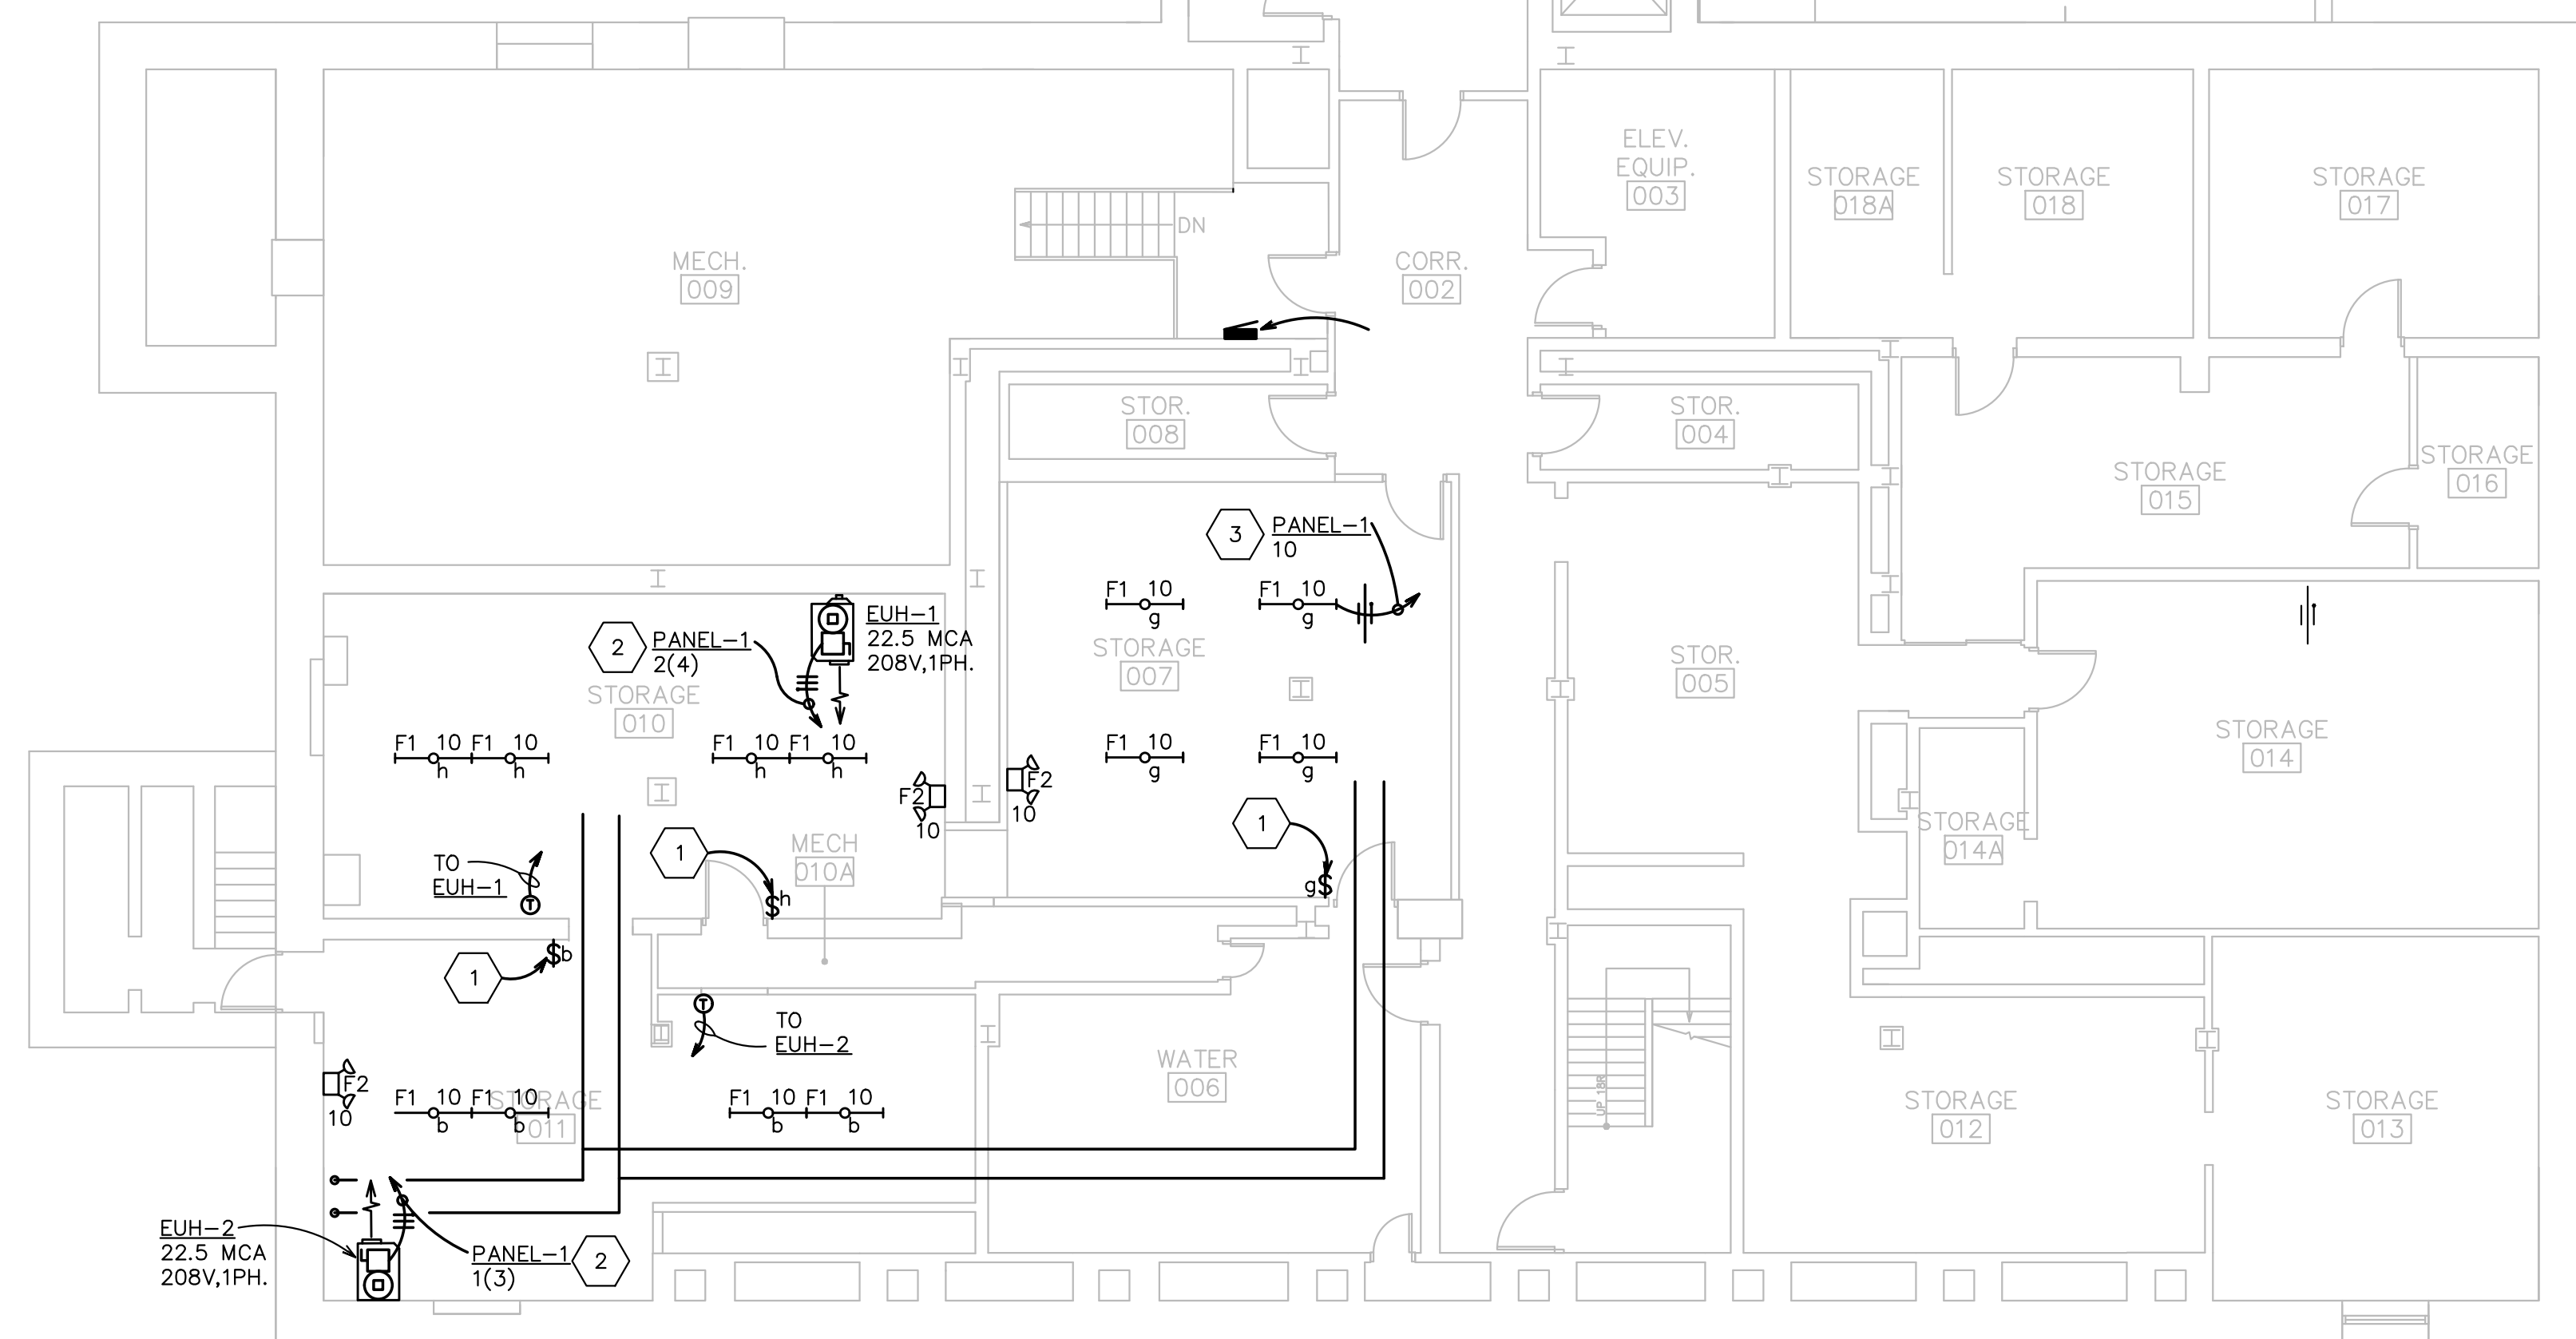 ELEV.
EQUIP.
003
STORAGE
018A
STORAGE
018
STORAGE
017
DN
MECH.
009
CORR.
002
STOR.
008
STOR.
004
STORAGE
015
STORAGE
016
3
PANEL-1
10
F1 10
g
F1 10
g
EUH-1
22.5 MCA
208V,1PH.
2
PANEL-1
2(4)
STORAGE
007
STOR.
005
STORAGE
010
STORAGE
014
F1 10 F1 10
h h
F1 10 F1 10
h h
F1 10
g
F1 10
g
F2
10
F2
10
1
1
g$
STORAGE
014A
MECH
010A
TO
EUH-1
T
h
$
1
$b
T
TO
EUH-2
WATER
006
F2
10
F1 10 F1 10
b b
STORAGE
011
F1 10 F1 10
b b
UP 18R
STORAGE
012
STORAGE
013
EUH-2
22.5 MCA
208V,1PH.
PANEL-1
1(3)
2